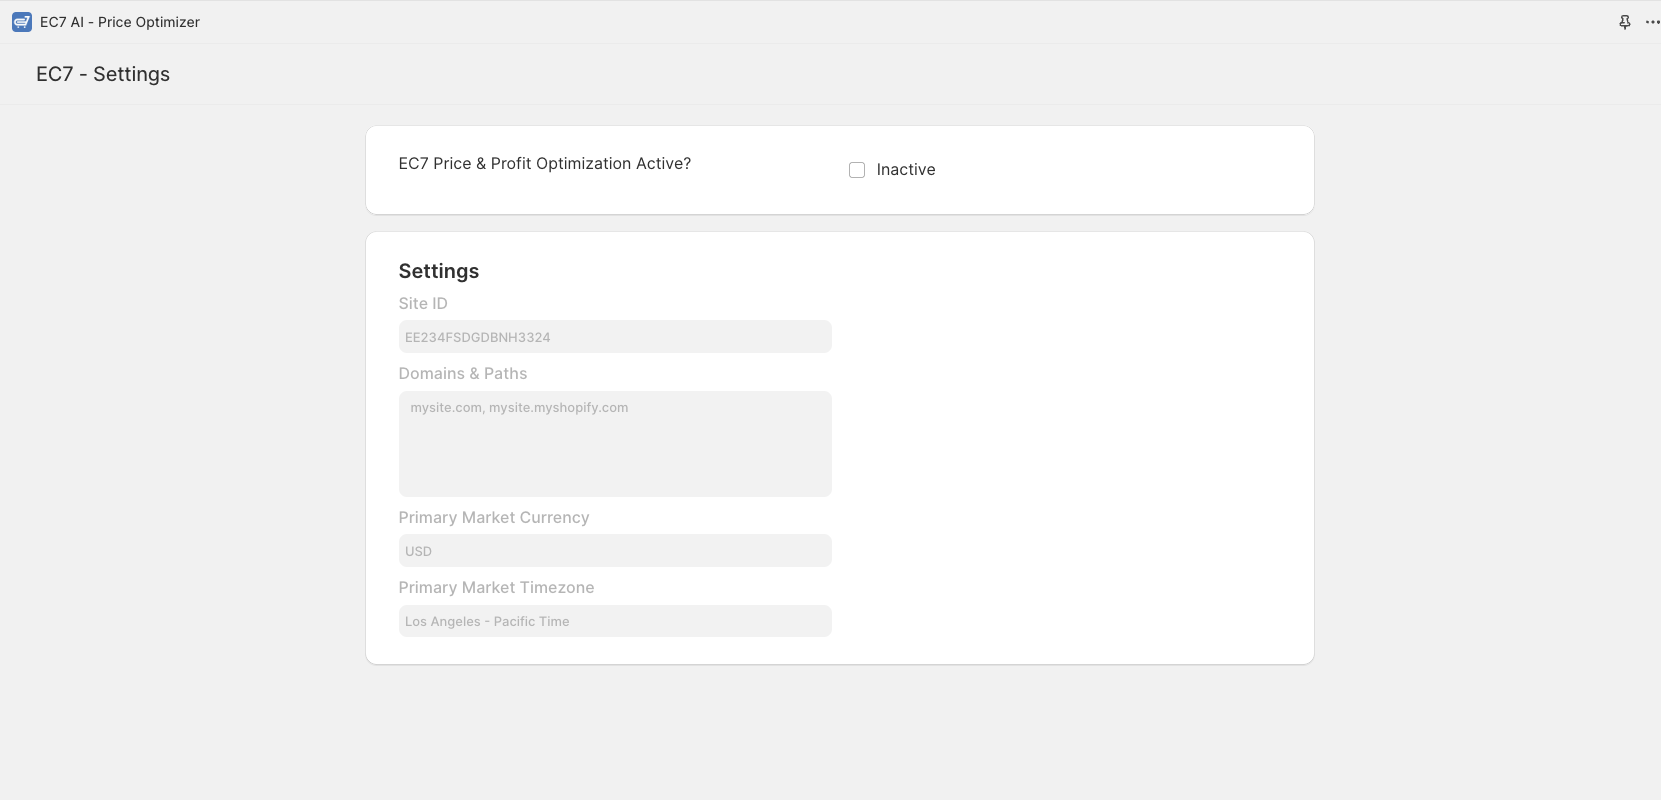 EC7 AI - Price Optimizer
EC7 - Settings
EC7 Price & Profit Optimization Active?
Inactive
Settings
Site ID
EE234FSDGDBNH3324
Domains & Paths
mysite.com, mysite.myshopify.com
Primary Market Currency
USD
Primary Market Timezone
Los Angeles - Pacific Time